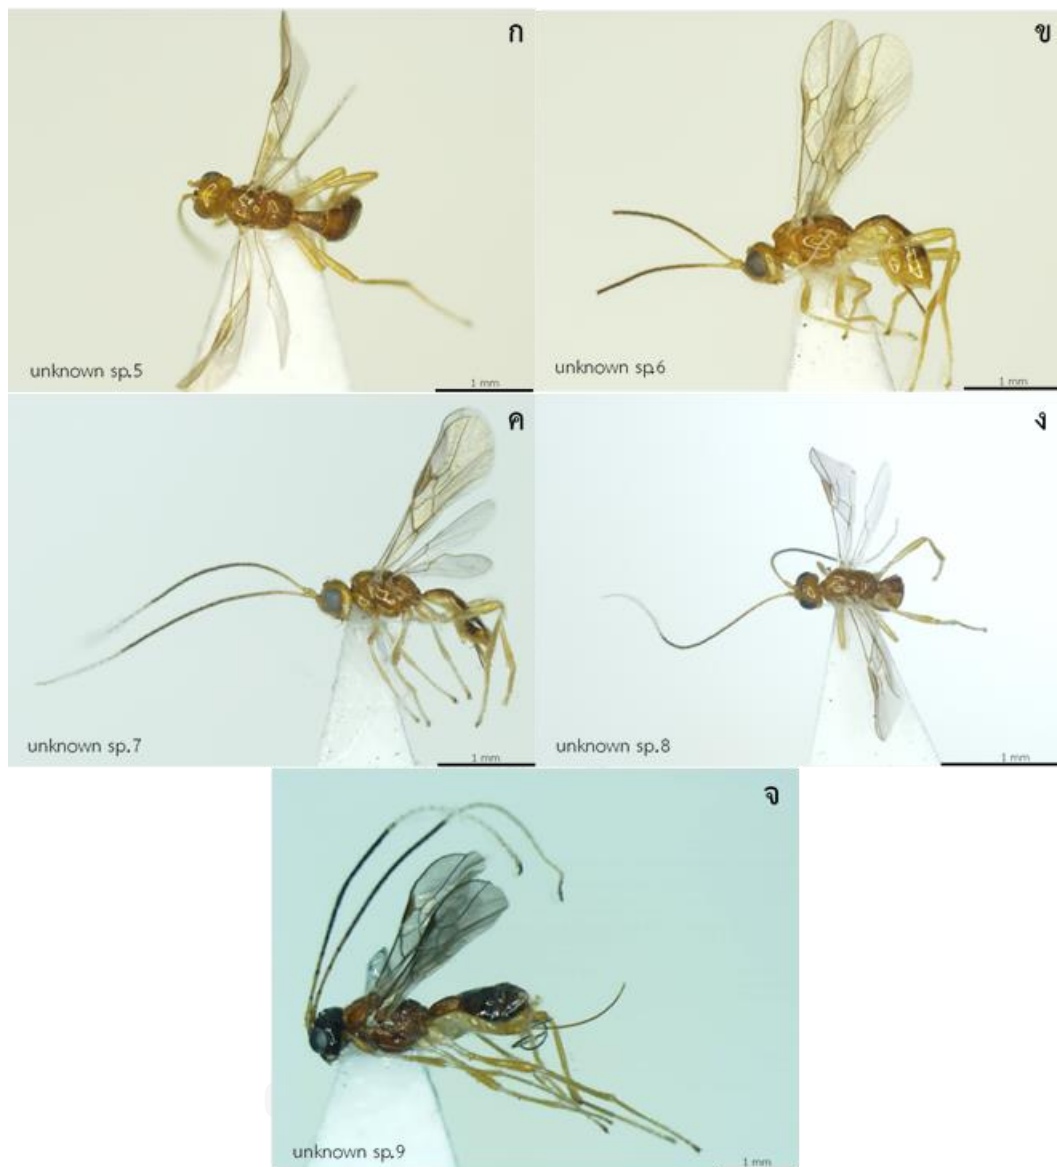 ก
unknown sp.5
1 mm
ข
unknown sp.6
1 mm
ค
unknown sp.7
1 mm
ง
unknown sp.8
1 mm
จ
unknown sp.9
1 mm